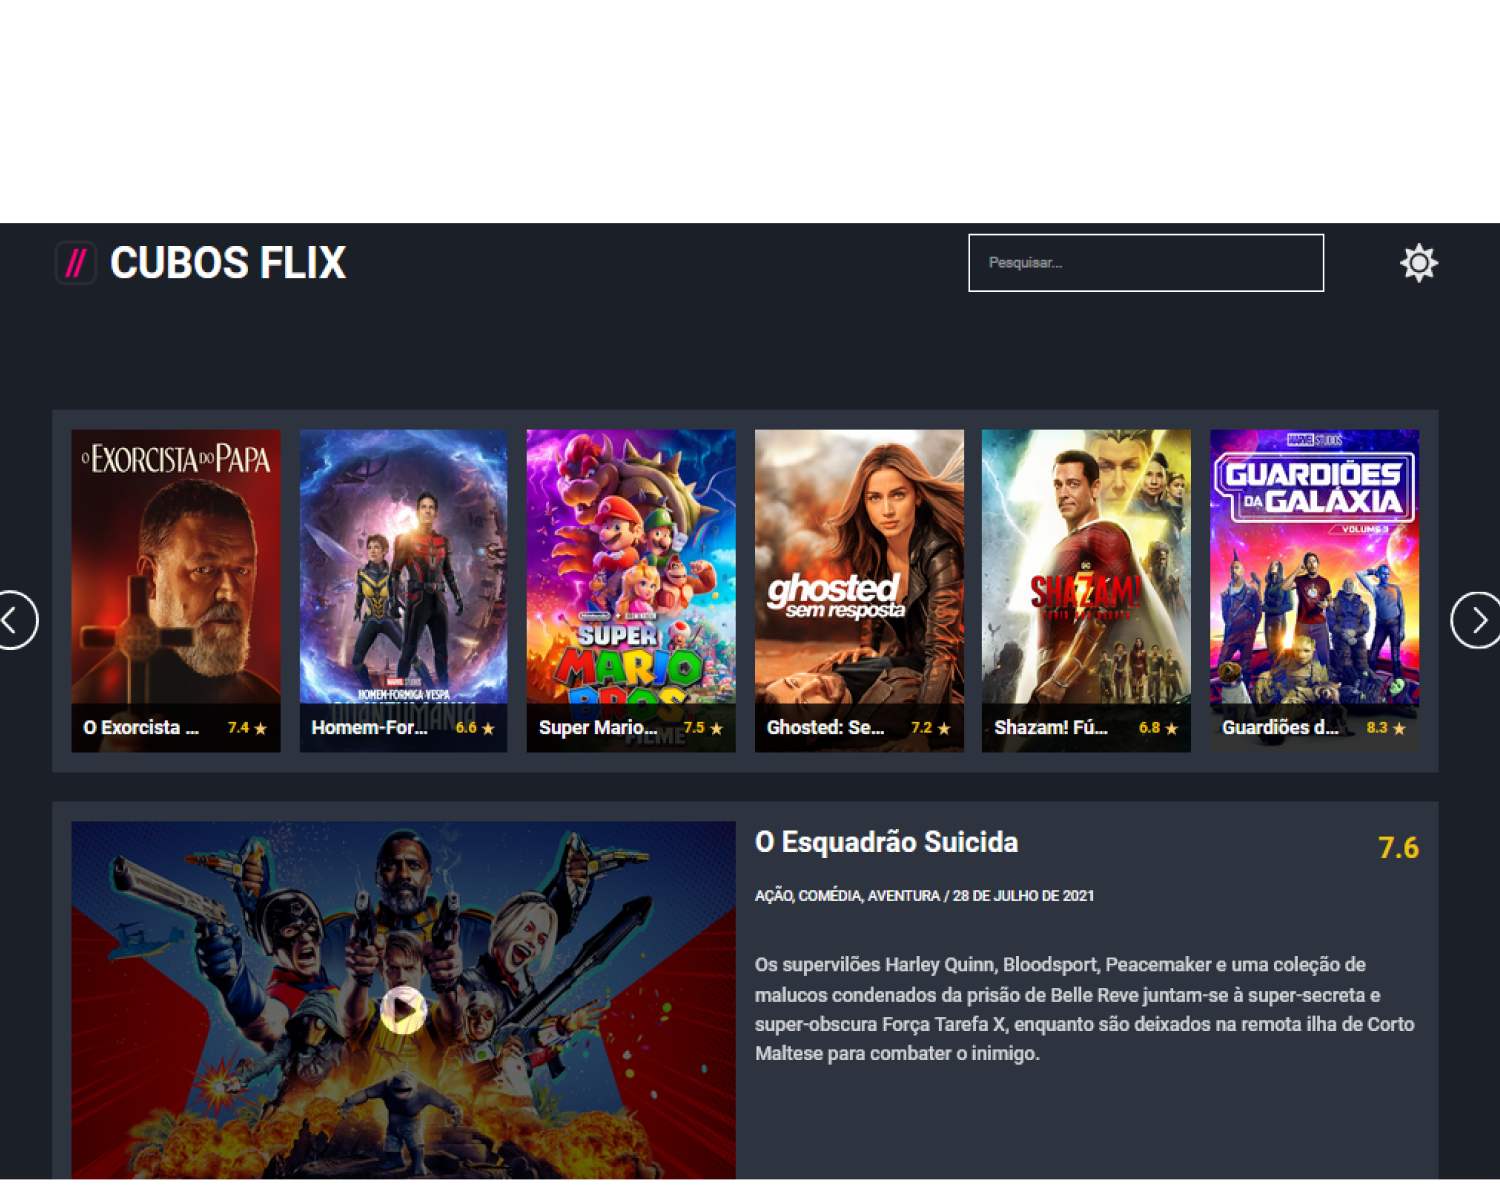 // CUBOS FLIX
Pesquisar...
O EXORCISTA DO PAPA
O Exorcista ...
7.4 ★
MARVEL STUDIOS
HOMEM-FORMIGA VESPA
QUANTUMANIA
Homem-For...
6.6 ★
Nintendo
SUPER
MARIO
BROS
FILME
Super Mario...
7.5 ★
ghosted
sem resposta
Ghosted: Se...
7.2 ★
DC
SHAZAM!
FÚRIA DOS DEUSES
Shazam! Fú...
6.8 ★
MARVEL STUDIOS
GUARDIÕES
DA GALÁXIA
VOLUME 3
Guardiões d...
8.3 ★
O Esquadrão Suicida
7.6
AÇÃO, COMÉDIA, AVENTURA / 28 DE JULHO DE 2021
Os supervilões Harley Quinn, Bloodsport, Peacemaker e uma coleção de
malucos condenados da prisão de Belle Reve juntam-se à super-secreta e
super-obscura Força Tarefa X, enquanto são deixados na remota ilha de Corto
Maltese para combater o inimigo.